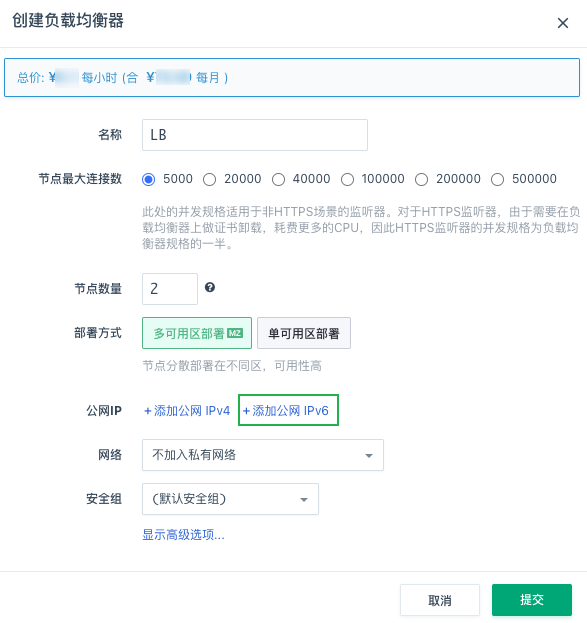 创建负载均衡器
总价: ¥ 每小时 (合 ¥ 每月 )
名称 LB
节点最大连接数 5000 20000 40000 100000 200000 500000
此处的并发规格适用于非HTTPS场景的监听器。对于HTTPS监听器，由于需要在负
载均衡器上做证书卸载，耗费更多的CPU，因此HTTPS监听器的并发规格为负载均
衡器规格的一半。
节点数量 2 ?
部署方式 多可用区部署 MZ 单可用区部署
节点分散部署在不同区，可用性高
公网IP +添加公网 IPv4 +添加公网 IPv6
网络 不加入私有网络
安全组 (默认安全组)
显示高级选项...
取消 提交